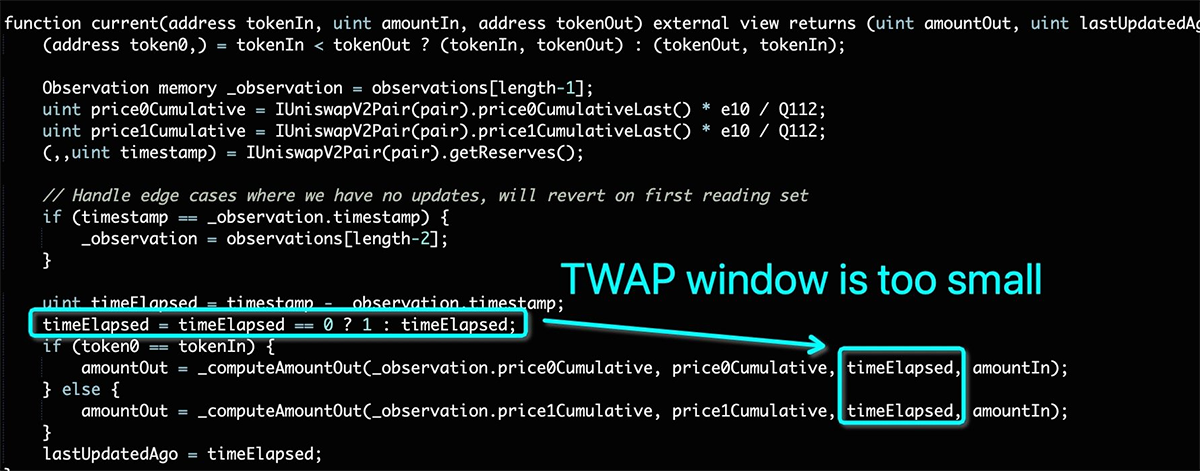 function current(address tokenIn, uint amountIn, address tokenOut) external view returns (uint amountOut, uint lastUpdatedAg
(address token0,) = tokenIn < tokenOut ? (tokenIn, tokenOut) : (tokenOut, tokenIn);
Observation memory _observation = observations[length-1];
uint price0Cumulative = IUniswapV2Pair(pair).price0CumulativeLast() * e10 / Q112;
uint price1Cumulative = IUniswapV2Pair(pair).price1CumulativeLast() * e10 / Q112;
(,,uint timestamp) = IUniswapV2Pair(pair).getReserves();
// Handle edge cases where we have no updates, will revert on first reading set
if (timestamp == _observation.timestamp) {
_observation = observations[length-2];
}
TWAP window is too small
uint timeElapsed = timestamp - _observation.timestamp;
timeElapsed = timeElapsed == 0 ? 1 : timeElapsed;
if (token0 == tokenIn) {
amountOut = _computeAmountOut(_observation.price0Cumulative, price0Cumulative, timeElapsed, amountIn);
} else {
amountOut = _computeAmountOut(_observation.price1Cumulative, price1Cumulative, timeElapsed, amountIn);
}
lastUpdatedAgo = timeElapsed;